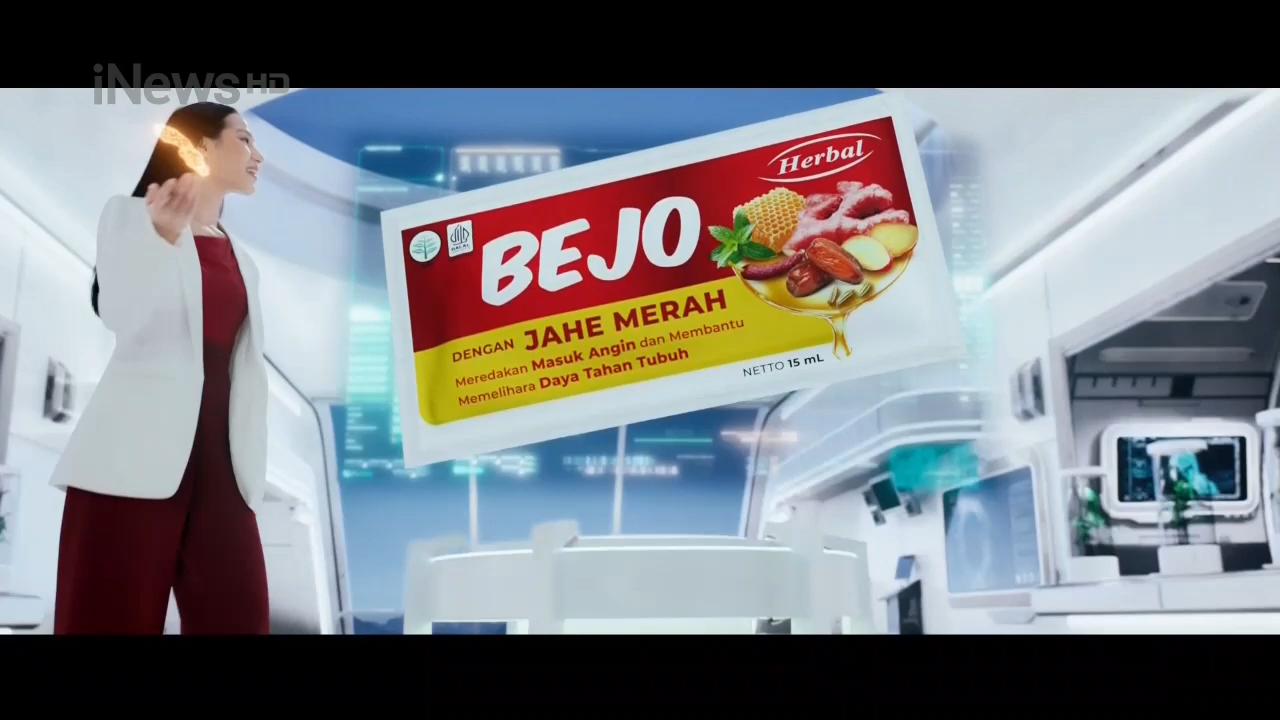 iNews HD
Herbal
HALAL
BEJO
DENGAN JAHE MERAH
Meredakan Masuk Angin dan Membantu
Memelihara Daya Tahan Tubuh
NETTO 15 mL